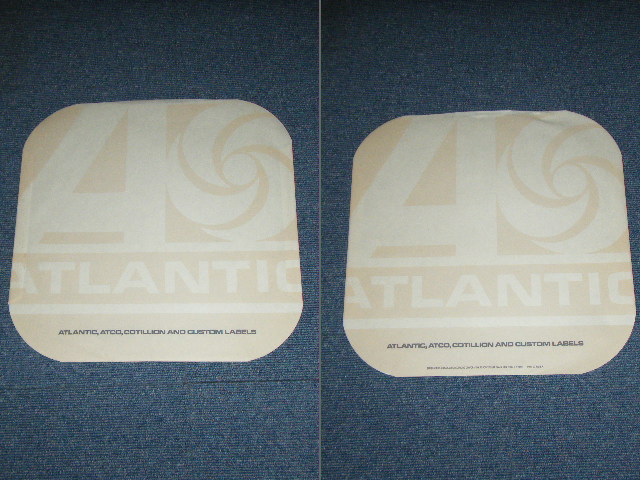 ATLANTIC
ATLANTIC, ATCO, COTILLION AND CUSTOM LABELS
ATLANTIC
ATLANTIC, ATCO, COTILLION AND CUSTOM LABELS